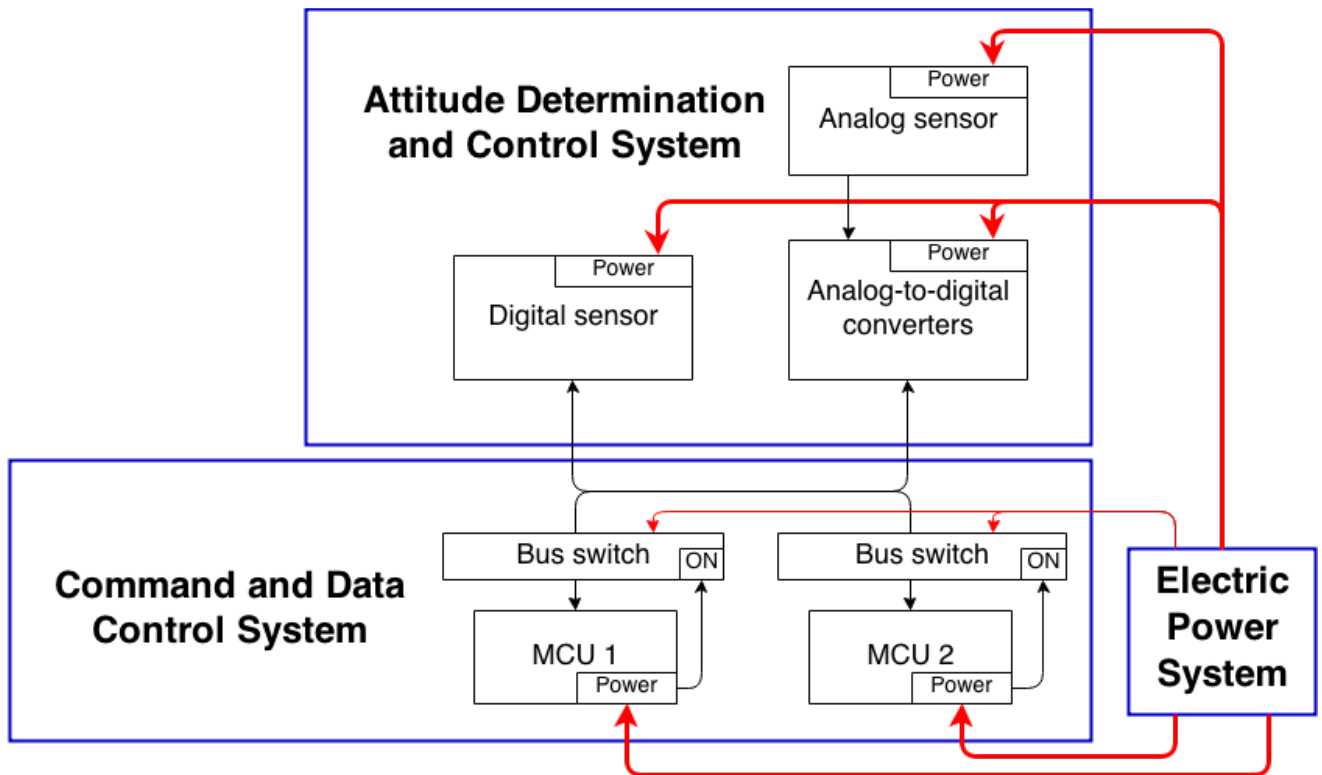 Power
Attitude Determination
and Control System
Analog sensor
Power
Power
Analog-to-digital
converters
Digital sensor
Bus switch
ON
Bus switch
ON
Command and Data
Control System
Electric
Power
System
MCU 1
Power
MCU 2
Power